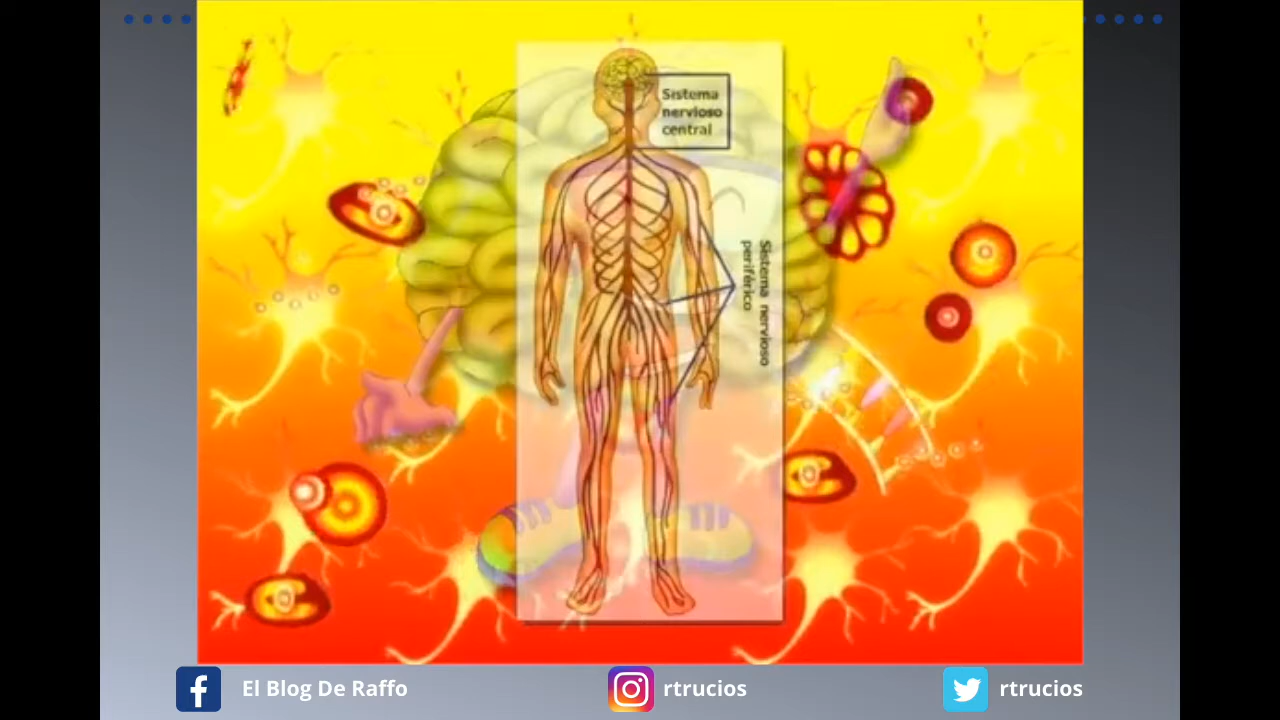 Sistema
nervioso
central
Sistema nervioso
periférico
El Blog De Raffo
rtrucios
rtrucios